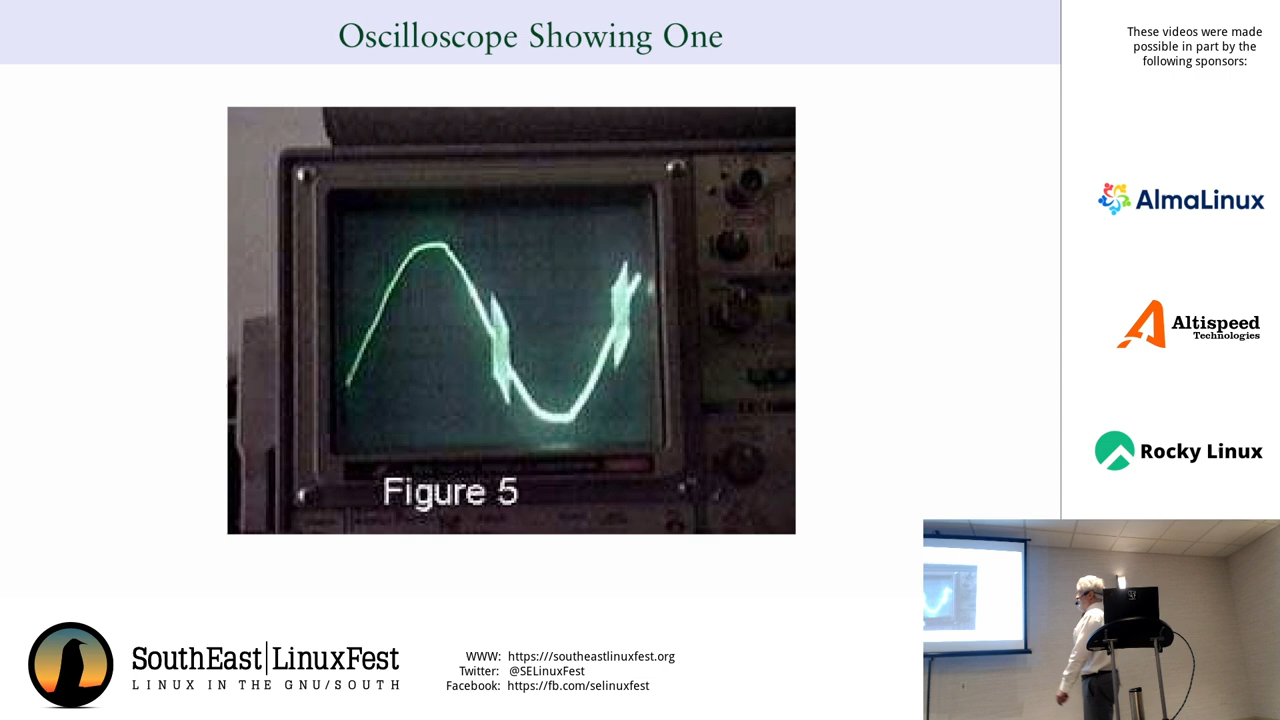 Oscilloscope Showing One
These videos were made
possible in part by the
following sponsors:
AlmaLinux
Altispeed
Technologies
Rocky Linux
Figure 5
SouthEast LinuxFest
LINUX IN THE GNU/SOUTH
WWW: https:///southeastlinuxfest.org
Twitter: @SELinuxFest
Facebook: https://fb.com/selinuxfest